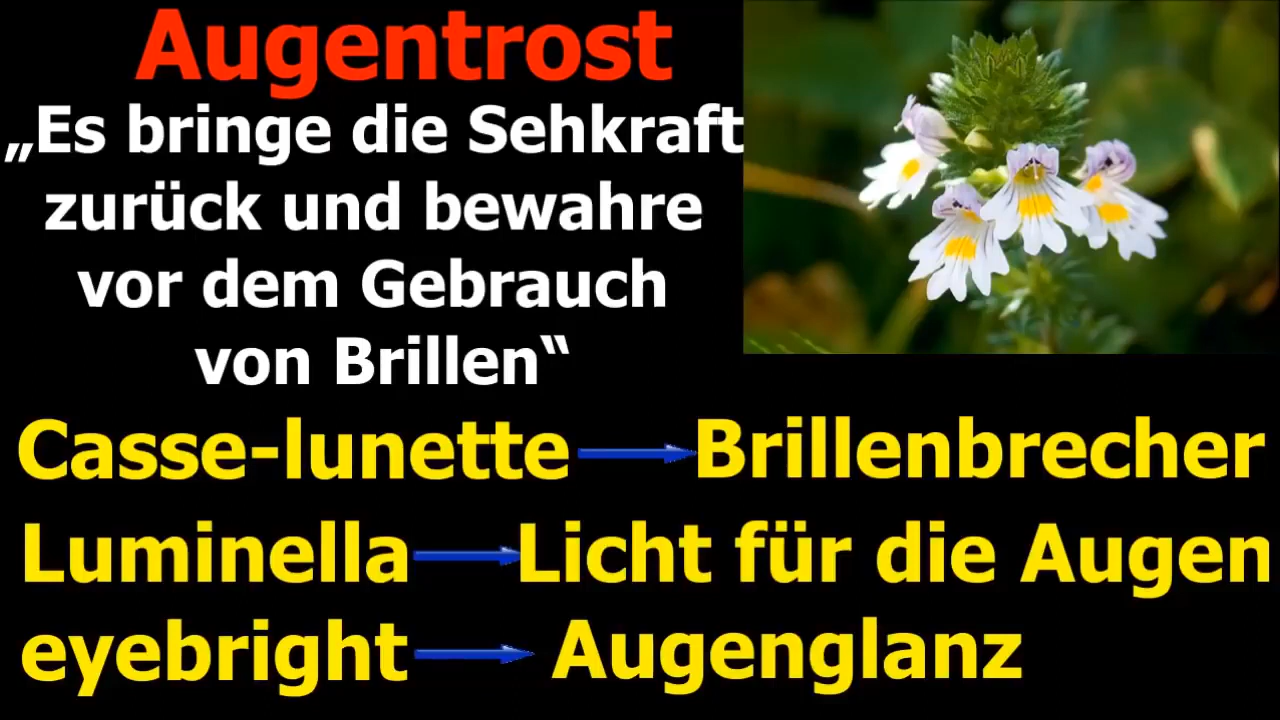 Augentrost
„Es bringe die Sehkraft
zurück und bewahre
vor dem Gebrauch
von Brillen“
Casse-lunette Brillenbrecher
Luminella Licht für die Augen
eyebright Augenglanz